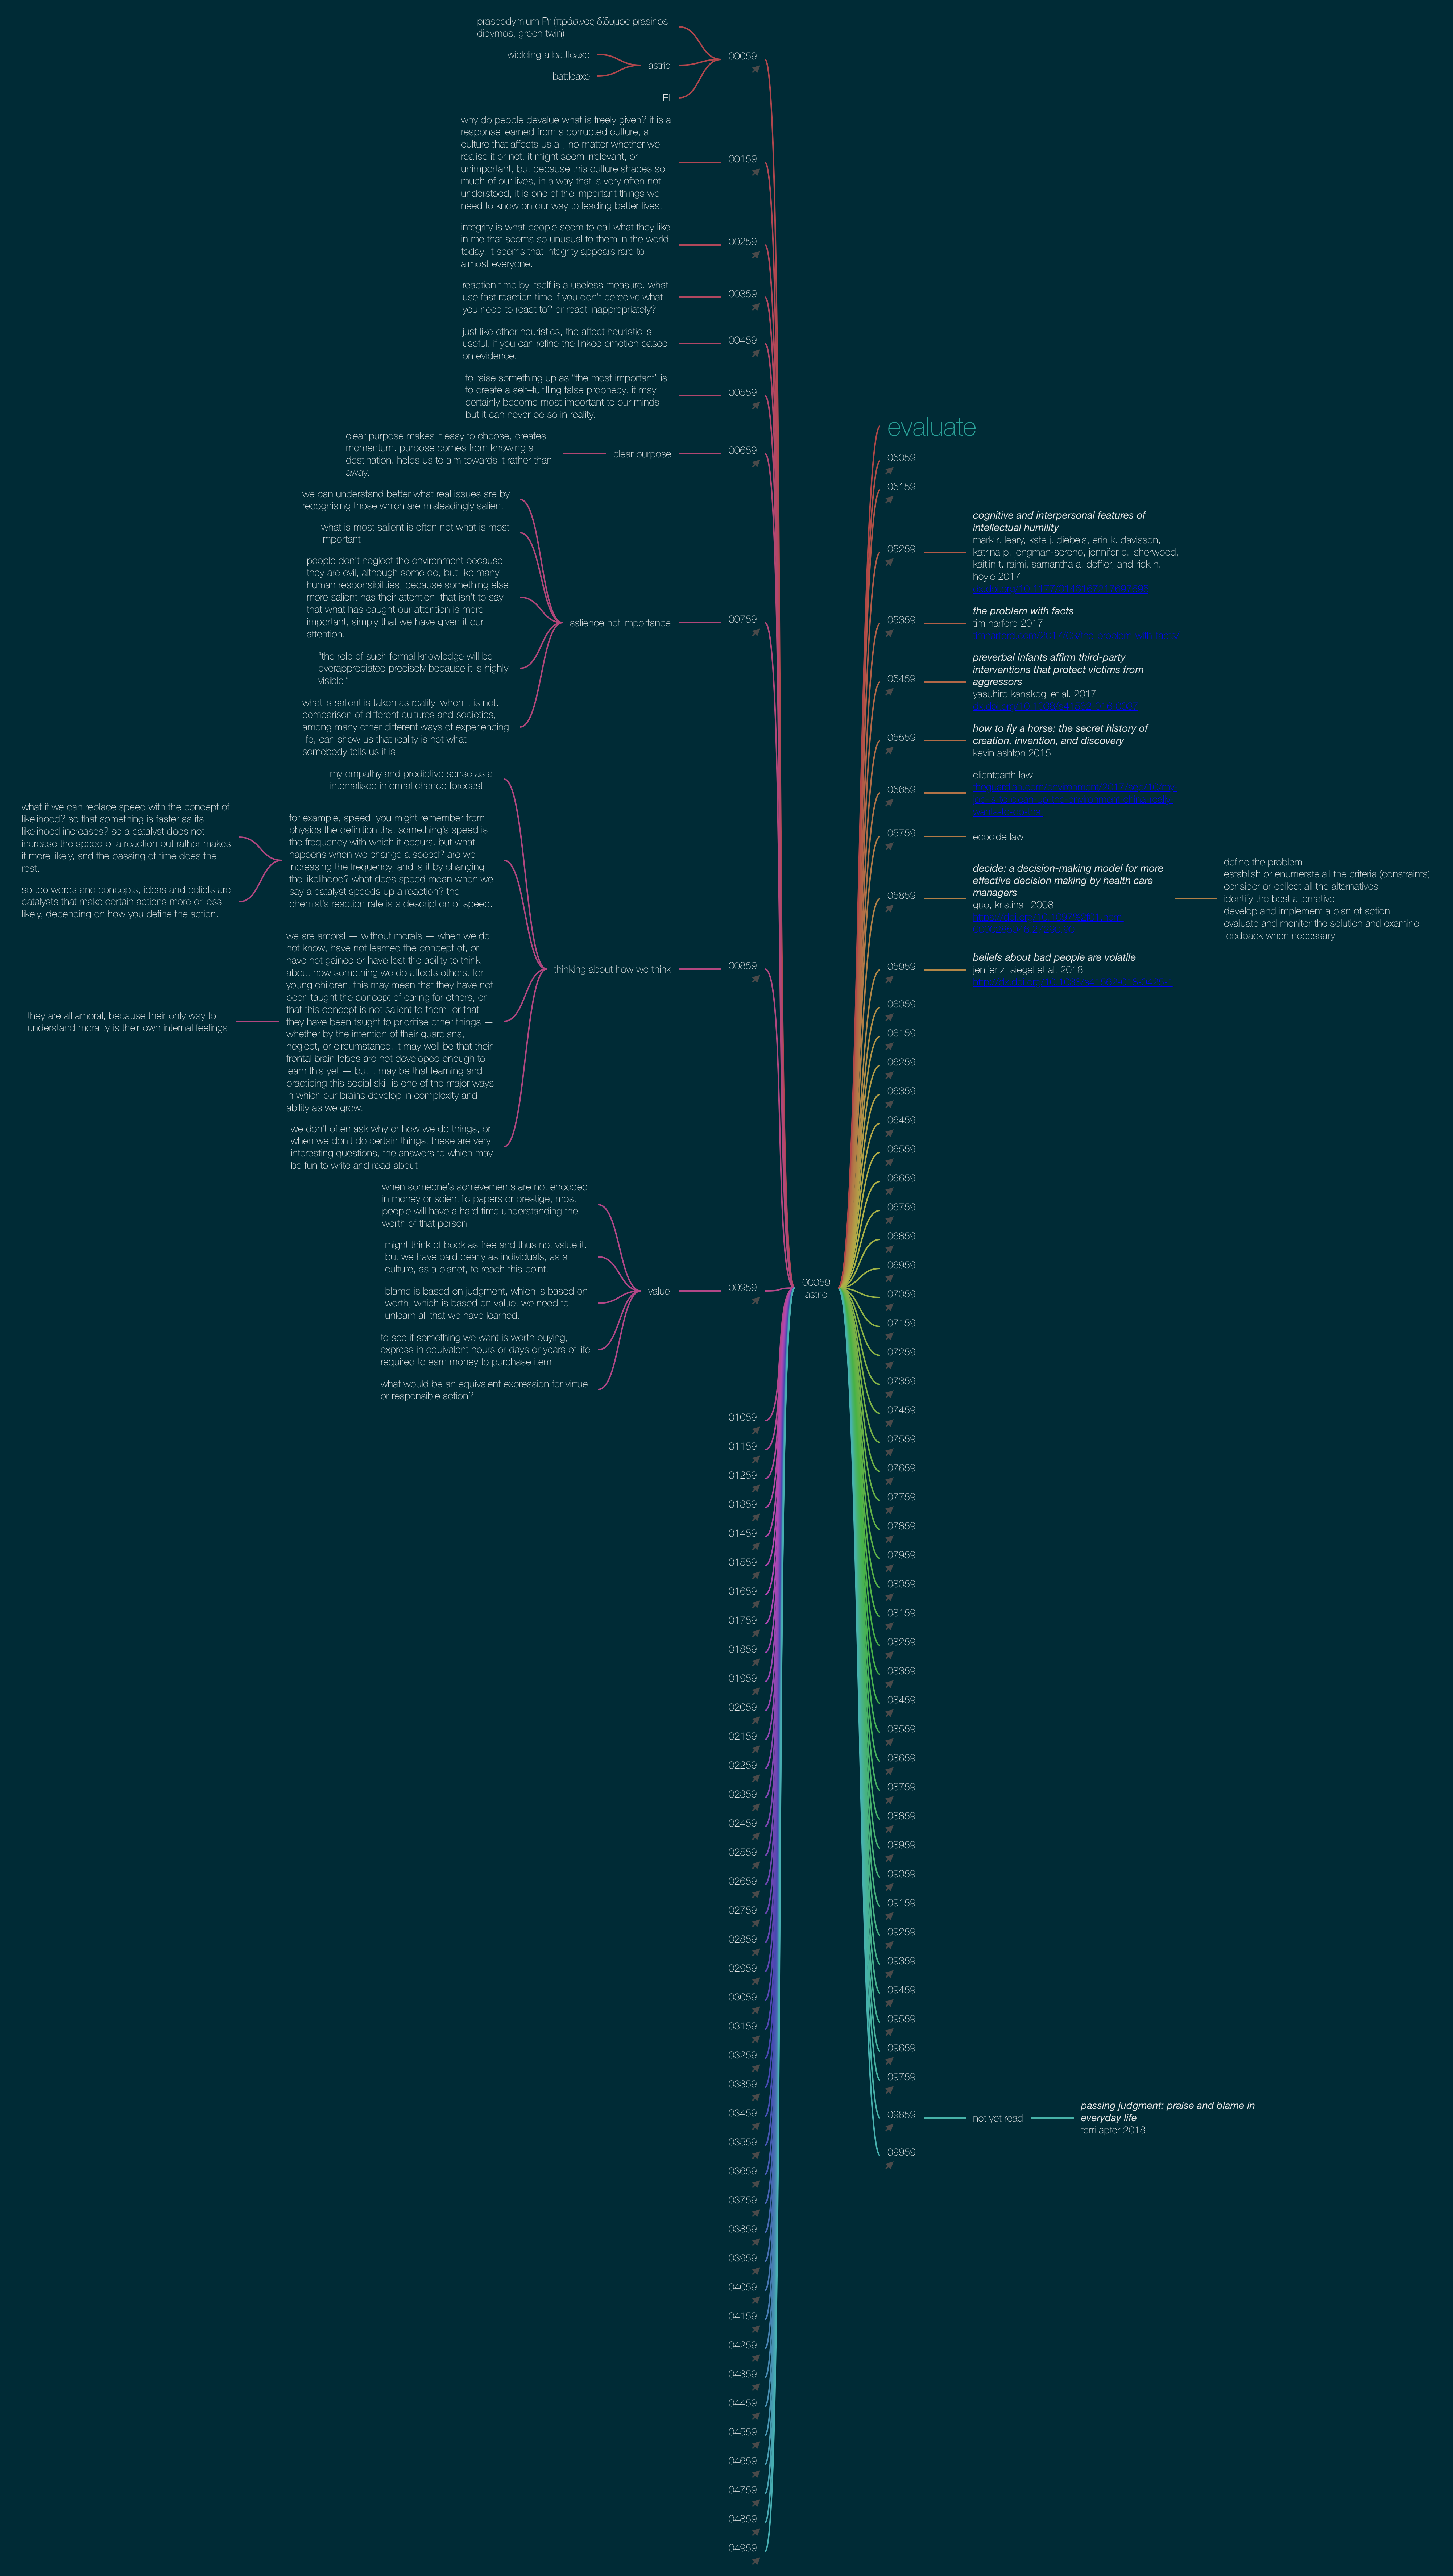 praseodymium Pr (πράσινος δίδυμος prasinos
didymos, green twin)
wielding a battleaxe
battleaxe
astrid
El
00059
why do people devalue what is freely given? it is a
response learned from a corrupted culture, a
culture that affects us all, no matter whether we
realise it or not. it might seem irrelevant, or
unimportant, but because this culture shapes so
much of our lives, in a way that is very often not
understood, it is one of the important things we
need to know on our way to leading better lives.
00159
integrity is what people seem to call what they like
in me that seems so unusual to them in the world
today. It seems that integrity appears rare to
almost everyone.
00259
reaction time by itself is a useless measure. what
use fast reaction time if you don't perceive what
you need to react to? or react inappropriately?
00359
just like other heuristics, the affect heuristic is
useful, if you can refine the linked emotion based
on evidence.
00459
to raise something up as “the most important” is
to create a self–fulfilling false prophecy. it may
certainly become most important to our minds
but it can never be so in reality.
00559
clear purpose makes it easy to choose, creates
momentum. purpose comes from knowing a
destination. helps us to aim towards it rather than
away.
clear purpose
00659
we can understand better what real issues are by
recognising those which are misleadingly salient
what is most salient is often not what is most
important
people don't neglect the environment because
they are evil, although some do, but like many
human responsibilities, because something else
more salient has their attention. that isn't to say
that what has caught our attention is more
important, simply that we have given it our
attention.
“the role of such formal knowledge will be
overappreciated precisely because it is highly
visible.”
what is salient is taken as reality, when it is not.
comparison of different cultures and societies,
among many other different ways of experiencing
life, can show us that reality is not what
somebody tells us it is.
salience not importance
00759
my empathy and predictive sense as a
internalised informal chance forecast
what if we can replace speed with the concept of
likelihood? so that something is faster as its
likelihood increases? so a catalyst does not
increase the speed of a reaction but rather makes
it more likely, and the passing of time does the
rest.
so too words and concepts, ideas and beliefs are
catalysts that make certain actions more or less
likely, depending on how you define the action.
for example, speed. you might remember from
physics the definition that something's speed is
the frequency with which it occurs. but what
happens when we change a speed? are we
increasing the frequency, and is it by changing
the likelihood? what does speed mean when we
say a catalyst speeds up a reaction? the
chemist's reaction rate is a description of speed.
they are all amoral, because their only way to
understand morality is their own internal feelings
we are amoral — without morals — when we do
not know, have not learned the concept of, or
have not gained or have lost the ability to think
about how something we do affects others. for
young children, this may mean that they have not
been taught the concept of caring for others, or
that this concept is not salient to them, or that
they have been taught to prioritise other things —
whether by the intention of their guardians,
neglect, or circumstance. it may well be that their
frontal brain lobes are not developed enough to
learn this yet — but it may be that learning and
practicing this social skill is one of the major ways
in which our brains develop in complexity and
ability as we grow.
we don't often ask why or how we do things, or
when we don't do certain things. these are very
interesting questions, the answers to which may
be fun to write and read about.
thinking about how we think
00859
when someone's achievements are not encoded
in money or scientific papers or prestige, most
people will have a hard time understanding the
worth of that person
might think of book as free and thus not value it.
but we have paid dearly as individuals, as a
culture, as a planet, to reach this point.
blame is based on judgment, which is based on
worth, which is based on value. we need to
unlearn all that we have learned.
to see if something we want is worth buying,
express in equivalent hours or days or years of life
required to earn money to purchase item
what would be an equivalent expression for virtue
or responsible action?
value
00959
01059
01159
01259
01359
01459
01559
01659
01759
01859
01959
02059
02159
02259
02359
02459
02559
02659
02759
02859
02959
03059
03159
03259
03359
03459
03559
03659
03759
03859
03959
04059
04159
04259
04359
04459
04559
04659
04759
04859
04959
00059
astrid
evaluate
05059
05159
05259
cognitive and interpersonal features of
intellectual humility
mark r. leary, kate j. diebels, erin k. davisson,
katrina p. jongman-sereno, jennifer c. isherwood,
kaitlin t. raimi, samantha a. deffler, and rick h.
hoyle 2017
05359
the problem with facts
tim harford 2017
05459
preverbal infants affirm third-party
interventions that protect victims from
aggressors
yasuhiro kanakogi et al. 2017
05559
how to fly a horse: the secret history of
creation, invention, and discovery
kevin ashton 2015
05659
clientearth law
05759
ecocide law
05859
decide: a decision-making model for more
effective decision making by health care
managers
guo, kristina l 2008
define the problem
establish or enumerate all the criteria (constraints)
consider or collect all the alternatives
identify the best alternative
develop and implement a plan of action
evaluate and monitor the solution and examine
feedback when necessary
05959
beliefs about bad people are volatile
jenifer z. siegel et al. 2018
06059
06159
06259
06359
06459
06559
06659
06759
06859
06959
07059
07159
07259
07359
07459
07559
07659
07759
07859
07959
08059
08159
08259
08359
08459
08559
08659
08759
08859
08959
09059
09159
09259
09359
09459
09559
09659
09759
09859
not yet read
passing judgment: praise and blame in
everyday life
terri apter 2018
09959